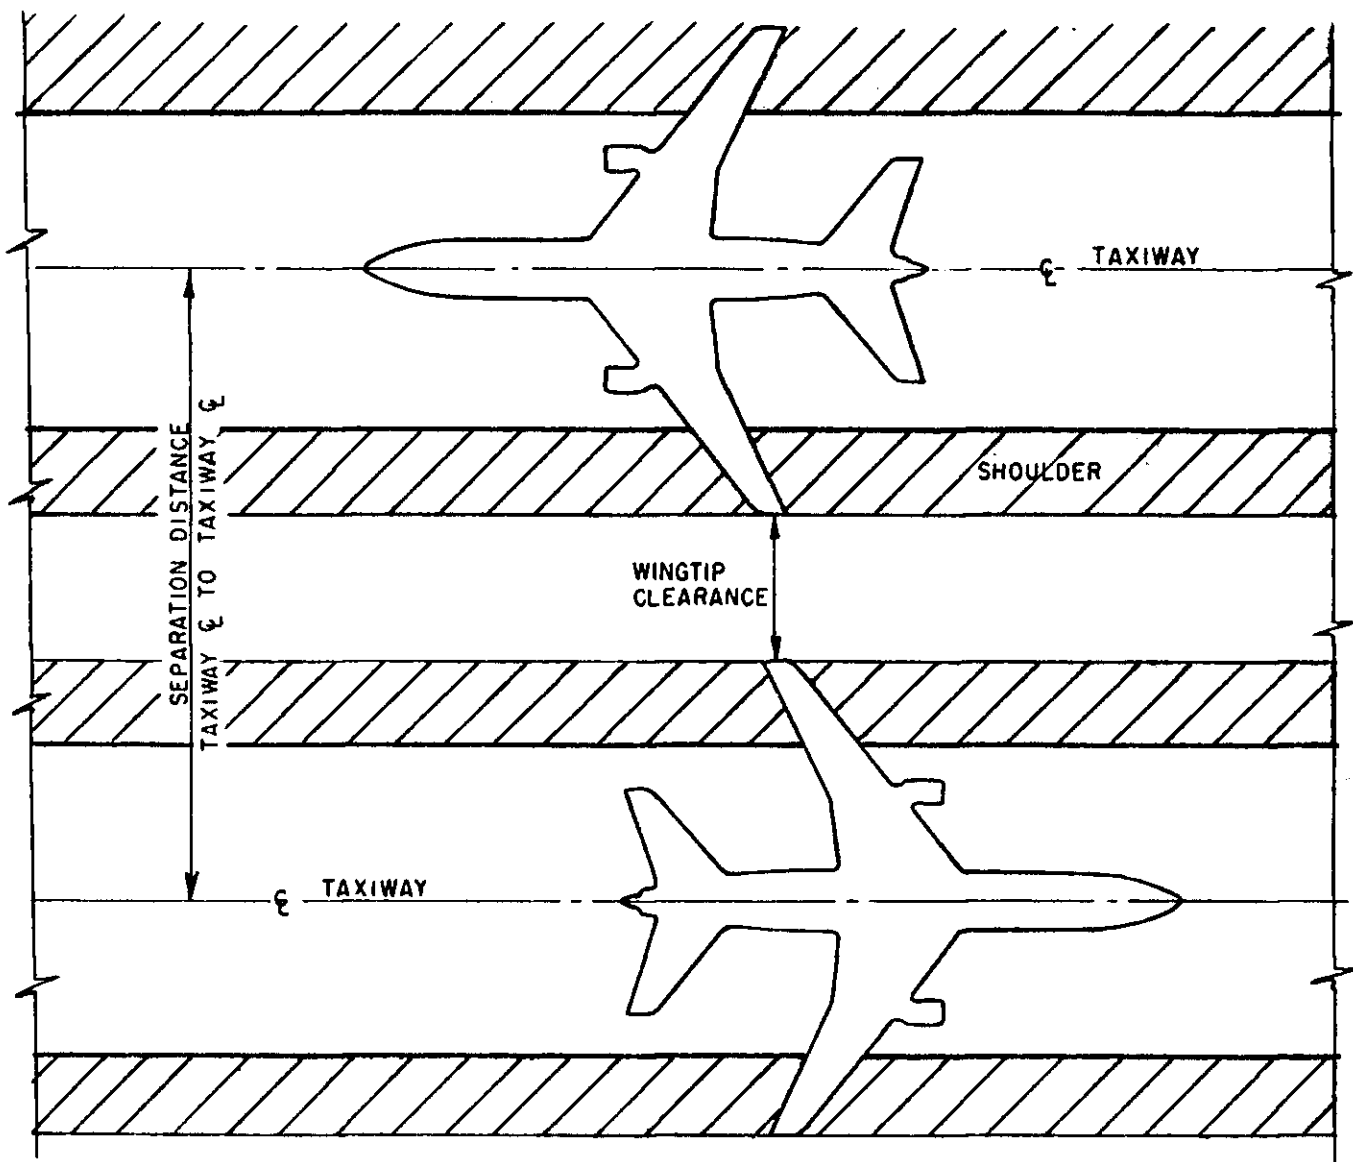 ℄ TAXIWAY
SEPARATION DISTANCE
TAXIWAY ℄ TO TAXIWAY ℄
SHOULDER
WINGTIP
CLEARANCE
℄ TAXIWAY